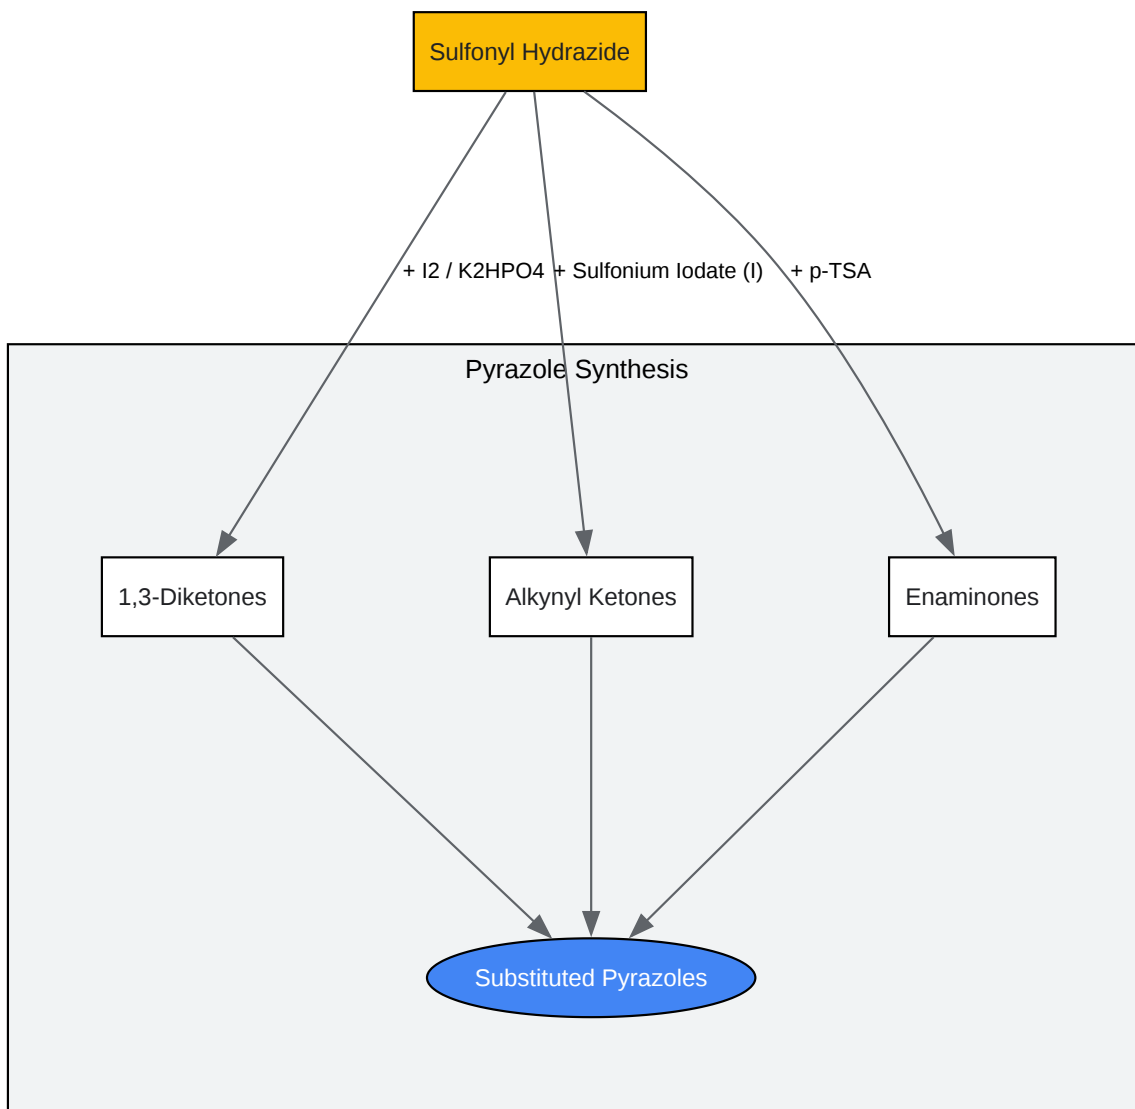 Sulfonyl Hydrazide
+ I2 / K2HPO4
+ Sulfonium Iodate (I)
+ p-TSA
Pyrazole Synthesis
1,3-Diketones
Alkynyl Ketones
Enaminones
Substituted Pyrazoles